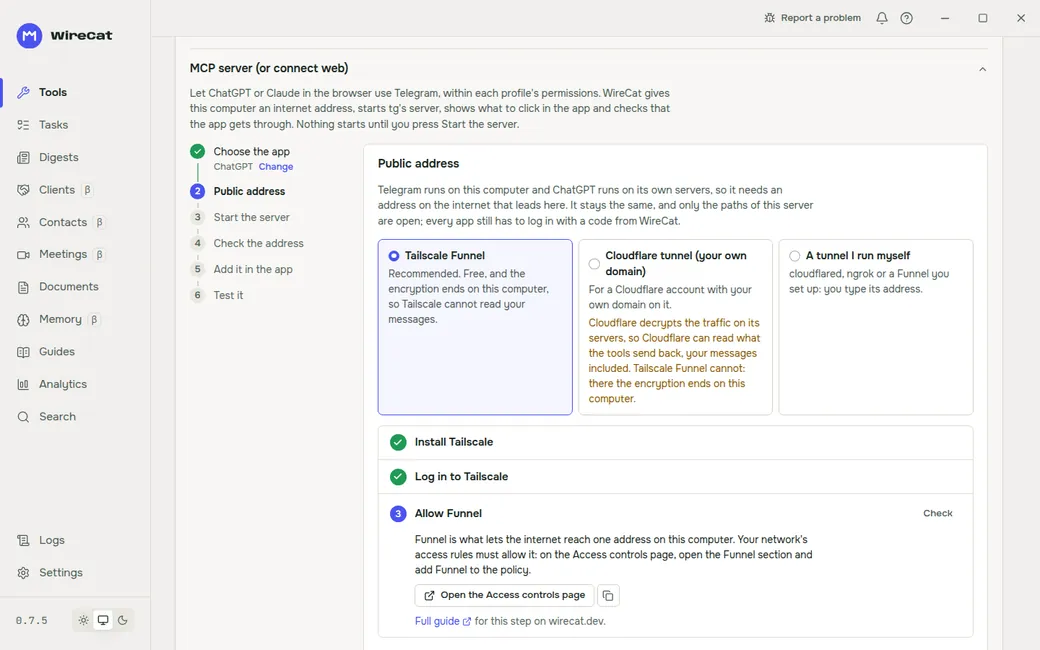 Report a problem
WireCat
Tools
Tasks
Digests
Clients β
Contacts β
Meetings β
Documents
Memory β
Guides
Analytics
Search
Logs
Settings
0.7.5
MCP server (or connect web)
Let ChatGPT or Claude in the browser use Telegram, within each profile's permissions. WireCat gives
this computer an internet address, starts tg's server, shows what to click in the app and checks that
the app gets through. Nothing starts until you press Start the server.
Choose the app
ChatGPT Change
2 Public address
3 Start the server
4 Check the address
5 Add it in the app
6 Test it
Public address
Telegram runs on this computer and ChatGPT runs on its own servers, so it needs an
address on the internet that leads here. It stays the same, and only the paths of this server
are open; every app still has to log in with a code from WireCat.
Tailscale Funnel
Recommended. Free, and the
encryption ends on this computer,
so Tailscale cannot read your
messages.
Cloudflare tunnel (your own
domain)
For a Cloudflare account with your
own domain on it.
Cloudflare decrypts the traffic on its
servers, so Cloudflare can read what
the tools send back, your messages
included. Tailscale Funnel cannot:
there the encryption ends on this
computer.
A tunnel I run myself
cloudflared, ngrok or a Funnel you
set up: you type its address.
Install Tailscale
Log in to Tailscale
3 Allow Funnel
Check
Funnel is what lets the internet reach one address on this computer. Your network's
access rules must allow it: on the Access controls page, open the Funnel section and
add Funnel to the policy.
Open the Access controls page
Full guide for this step on wirecat.dev.